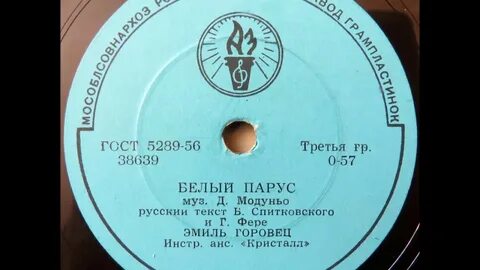 МОСОБЛСОВНАРХОЗ
ЗАВОД ГРАМПЛАСТИНОК
АЗ
ГОСТ 5289-56
38639
Третья гр.
0-57
БЕЛЫЙ ПАРУС
муз. Д. Модуньо
русский текст Б. Спитковского
и Г. Фере
ЭМИЛЬ ГОРОВЕЦ
Инстр. анс. «Кристалл»